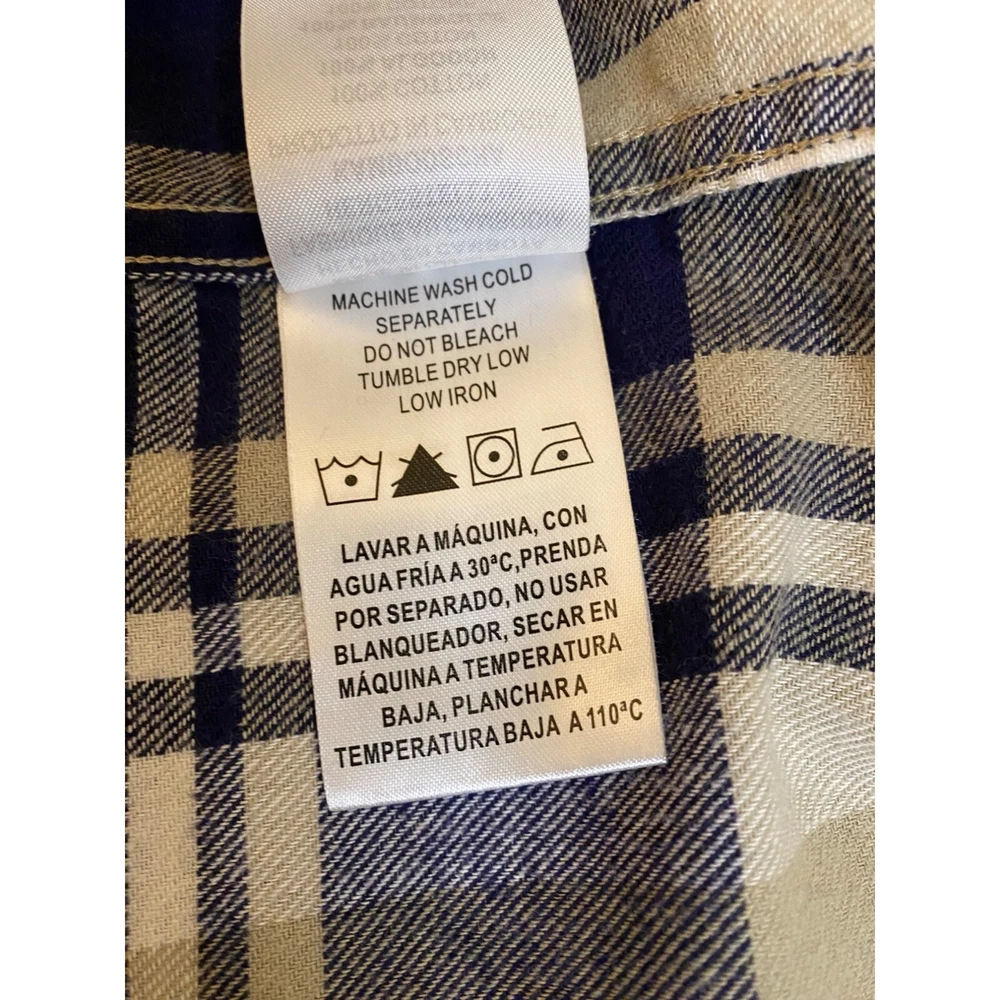 MACHINE WASH COLD
SEPARATELY
DO NOT BLEACH
TUMBLE DRY LOW
LOW IRON
LAVAR A MÁQUINA, CON
AGUA FRÍA A 30ªC,PRENDA
POR SEPARADO, NO USAR
BLANQUEADOR, SECAR EN
MÁQUINA A TEMPERATURA
BAJA, PLANCHAR A
TEMPERATURA BAJA A 110ªC